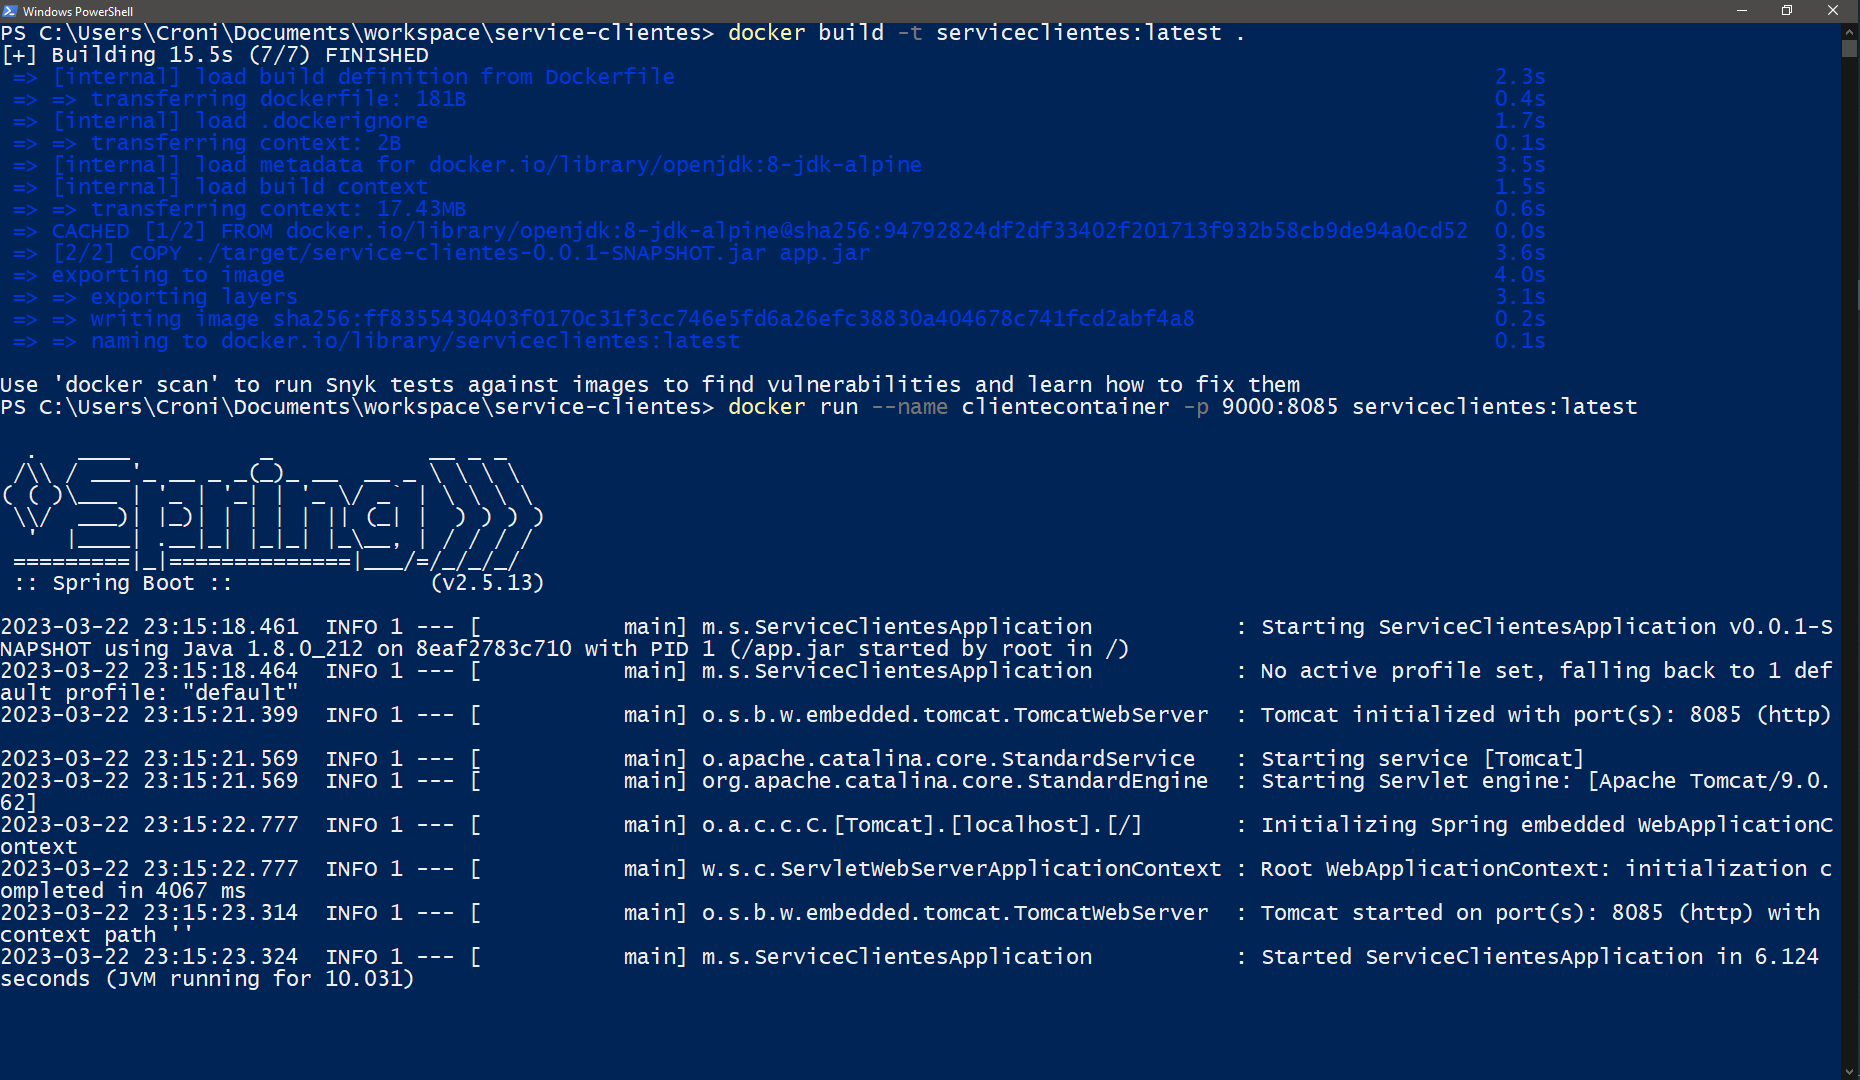 Windows PowerShell
PS C:\Users\Croni\Documents\workspace\service-clientes> docker build -t serviceclientes:latest .
[+] Building 15.5s (7/7) FINISHED
=> [internal] load build definition from Dockerfile 2.3s
=> => transferring dockerfile: 181B 0.4s
=> [internal] load .dockerignore 1.7s
=> => transferring context: 2B 0.1s
=> [internal] load metadata for docker.io/library/openjdk:8-jdk-alpine 3.5s
=> [internal] load build context 1.5s
=> => transferring context: 17.43MB 0.6s
=> CACHED [1/2] FROM docker.io/library/openjdk:8-jdk-alpine@sha256:94792824df2df33402f201713f932b58cb9de94a0cd52 0.0s
=> [2/2] COPY ./target/service-clientes-0.0.1-SNAPSHOT.jar app.jar 3.6s
=> exporting to image 4.0s
=> => exporting layers 3.1s
=> => writing image sha256:ff8355430403f0170c31f3cc746e5fd6a26efc38830a404678c741fcd2abf4a8 0.2s
=> => naming to docker.io/library/serviceclientes:latest 0.1s
Use 'docker scan' to run Snyk tests against images to find vulnerabilities and learn how to fix them
PS C:\Users\Croni\Documents\workspace\service-clientes> docker run --name clientecontainer -p 9000:8085 serviceclientes:latest
Spring
:: Spring Boot :: (v2.5.13)
2023-03-22 23:15:18.461 INFO 1 --- [ main] m.s.ServiceClientesApplication : Starting ServiceClientesApplication v0.0.1-S
NAPSHOT using Java 1.8.0_212 on 8eaf2783c710 with PID 1 (/app.jar started by root in /)
2023-03-22 23:15:18.464 INFO 1 --- [ main] m.s.ServiceClientesApplication : No active profile set, falling back to 1 def
ault profile: "default"
2023-03-22 23:15:21.399 INFO 1 --- [ main] o.s.b.w.embedded.tomcat.TomcatWebServer : Tomcat initialized with port(s): 8085 (http)
2023-03-22 23:15:21.569 INFO 1 --- [ main] o.apache.catalina.core.StandardService : Starting service [Tomcat]
2023-03-22 23:15:21.569 INFO 1 --- [ main] org.apache.catalina.core.StandardEngine : Starting Servlet engine: [Apache Tomcat/9.0.
62]
2023-03-22 23:15:22.777 INFO 1 --- [ main] o.a.c.c.C.[Tomcat].[localhost].[/] : Initializing Spring embedded WebApplicationC
ontext
2023-03-22 23:15:22.777 INFO 1 --- [ main] w.s.c.ServletWebServerApplicationContext : Root WebApplicationContext: initialization c
ompleted in 4067 ms
2023-03-22 23:15:23.314 INFO 1 --- [ main] o.s.b.w.embedded.tomcat.TomcatWebServer : Tomcat started on port(s): 8085 (http) with
context path ''
2023-03-22 23:15:23.324 INFO 1 --- [ main] m.s.ServiceClientesApplication : Started ServiceClientesApplication in 6.124
seconds (JVM running for 10.031)